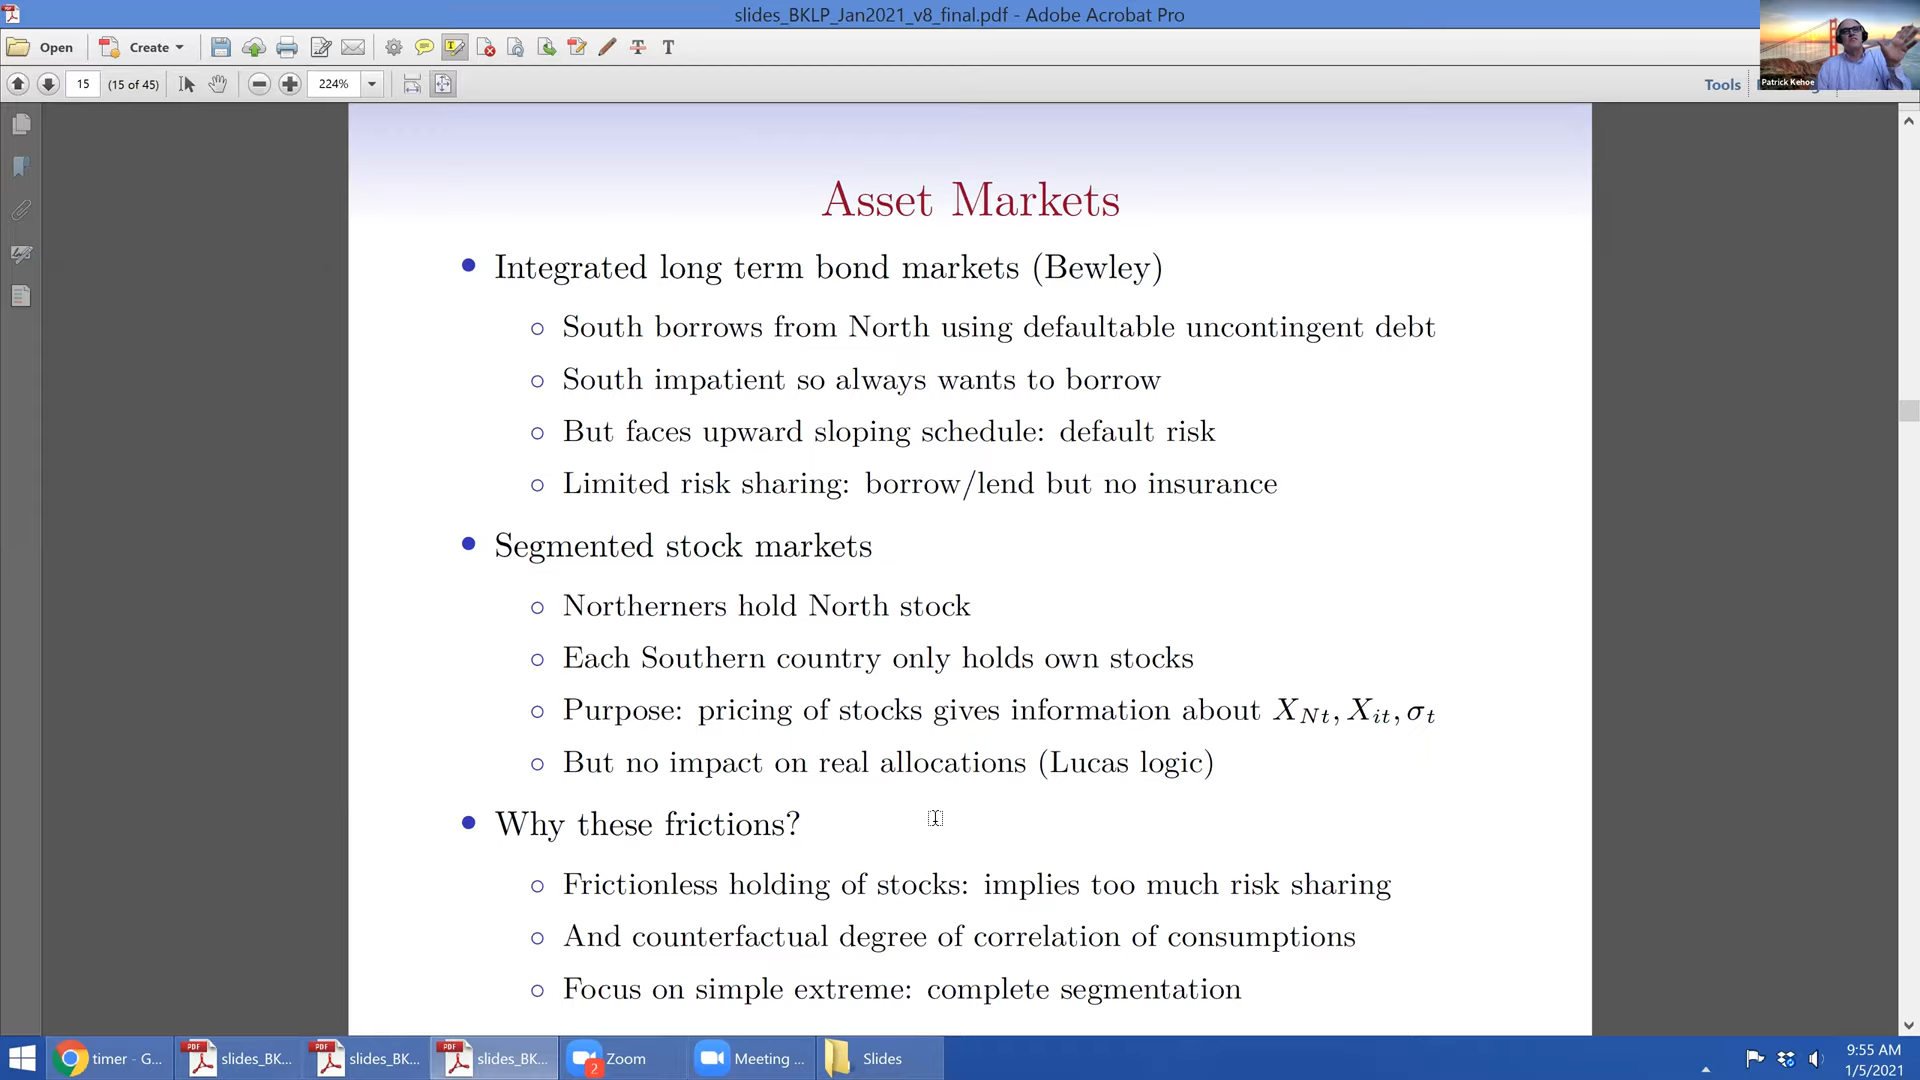 slides_BKLP_Jan2021_v8_final.pdf - Adobe Acrobat Pro
Open
Create
15
(15 of 45)
224%
Tools
Patrick Kehoe
Asset Markets
• Integrated long term bond markets (Bewley)
○ South borrows from North using defaultable uncontingent debt
○ South impatient so always wants to borrow
○ But faces upward sloping schedule: default risk
○ Limited risk sharing: borrow/lend but no insurance
• Segmented stock markets
○ Northerners hold North stock
○ Each Southern country only holds own stocks
○ Purpose: pricing of stocks gives information about X_{Nt}, X_{it}, σ_t
○ But no impact on real allocations (Lucas logic)
• Why these frictions?
○ Frictionless holding of stocks: implies too much risk sharing
○ And counterfactual degree of correlation of consumptions
○ Focus on simple extreme: complete segmentation
timer - G...
PDF slides_BK...
PDF slides_BK...
PDF slides_BK...
2 Zoom
Meeting ...
Slides
9:55 AM
1/5/2021